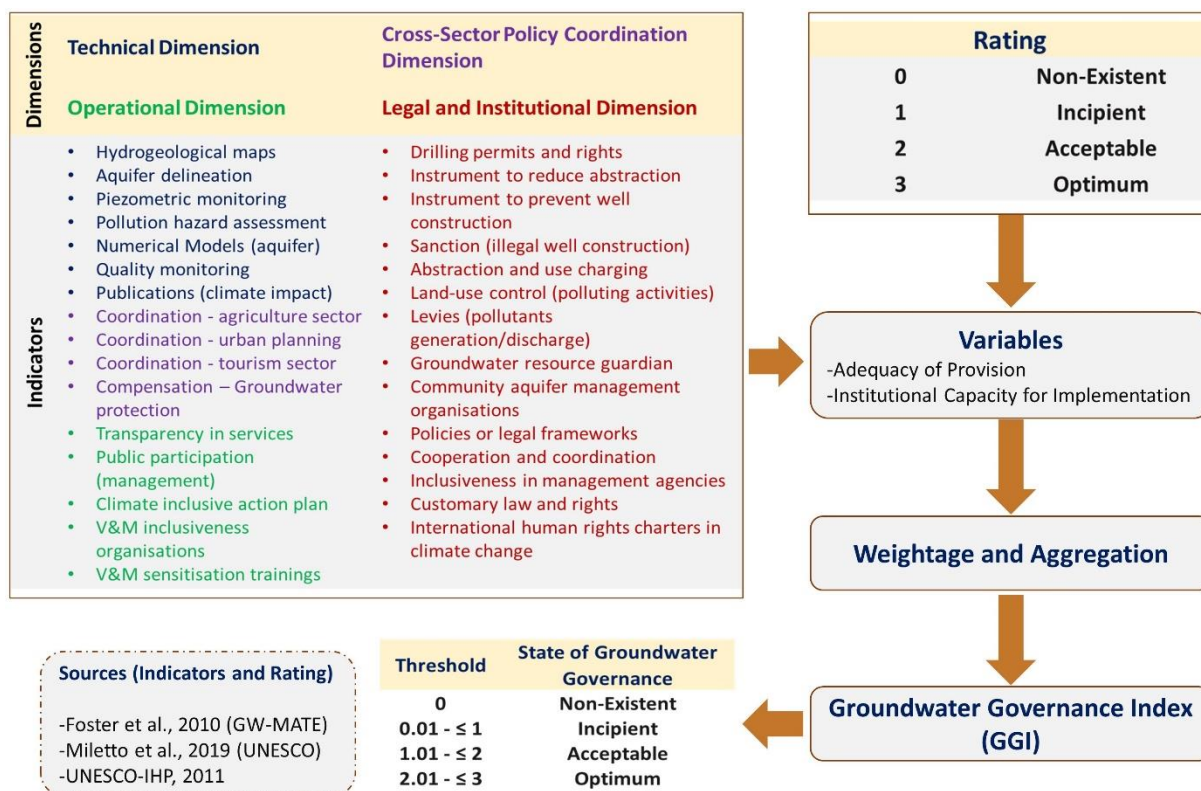 Dimensions
Technical Dimension
Cross-Sector Policy Coordination
Dimension
Operational Dimension
Legal and Institutional Dimension
Indicators
• Hydrogeological maps
• Aquifer delineation
• Piezometric monitoring
• Pollution hazard assessment
• Numerical Models (aquifer)
• Quality monitoring
• Publications (climate impact)
• Coordination - agriculture sector
• Coordination - urban planning
• Coordination - tourism sector
• Compensation – Groundwater
protection
• Transparency in services
• Public participation
(management)
• Climate inclusive action plan
• V&M inclusiveness
organisations
• V&M sensitisation trainings
• Drilling permits and rights
• Instrument to reduce abstraction
• Instrument to prevent well
construction
• Sanction (illegal well construction)
• Abstraction and use charging
• Land-use control (polluting activities)
• Levies (pollutants
generation/discharge)
• Groundwater resource guardian
• Community aquifer management
organisations
• Policies or legal frameworks
• Cooperation and coordination
• Inclusiveness in management agencies
• Customary law and rights
• International human rights charters in
climate change
Rating
0 Non-Existent
1 Incipient
2 Acceptable
3 Optimum
Variables
-Adequacy of Provision
-Institutional Capacity for Implementation
Weightage and Aggregation
Groundwater Governance Index
(GGI)
Threshold State of Groundwater
Governance
0 Non-Existent
0.01 - ≤ 1 Incipient
1.01 - ≤ 2 Acceptable
2.01 - ≤ 3 Optimum
Sources (Indicators and Rating)
-Foster et al., 2010 (GW-MATE)
-Miletto et al., 2019 (UNESCO)
-UNESCO-IHP, 2011